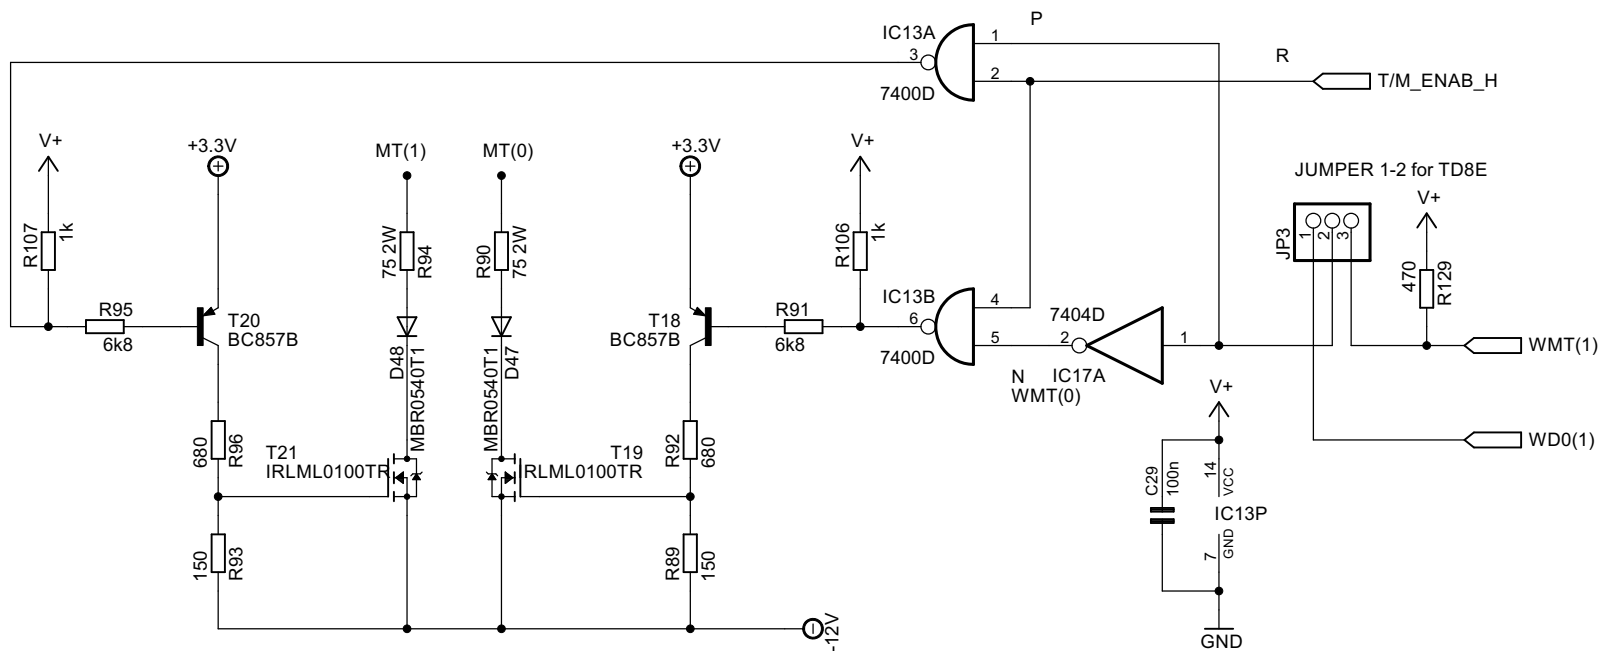 P
IC13A
1
3
R
2
T/M_ENAB_H
7400D
V+
+3.3V
MT(1)
MT(0)
+3.3V
V+
JUMPER 1-2 for TD8E
V+
R107
1k
75 2W
R94
R90
75 2W
R106
1k
JP3
1
2
3
470
R129
R95
6k8
T20
BC857B
T18
BC857B
R91
6k8
IC13B
4
6
5
7400D
7404D
2
1
IC17A
N
WMT(0)
WMT(1)
D48
MBR0540T1
MBR0540T1
D47
V+
WD0(1)
680
R96
T21
IRLML0100TR
T19
IRLML0100TR
R92
680
C29
100n
14
VCC
IC13P
7
GND
150
R93
R89
150
-12V
GND